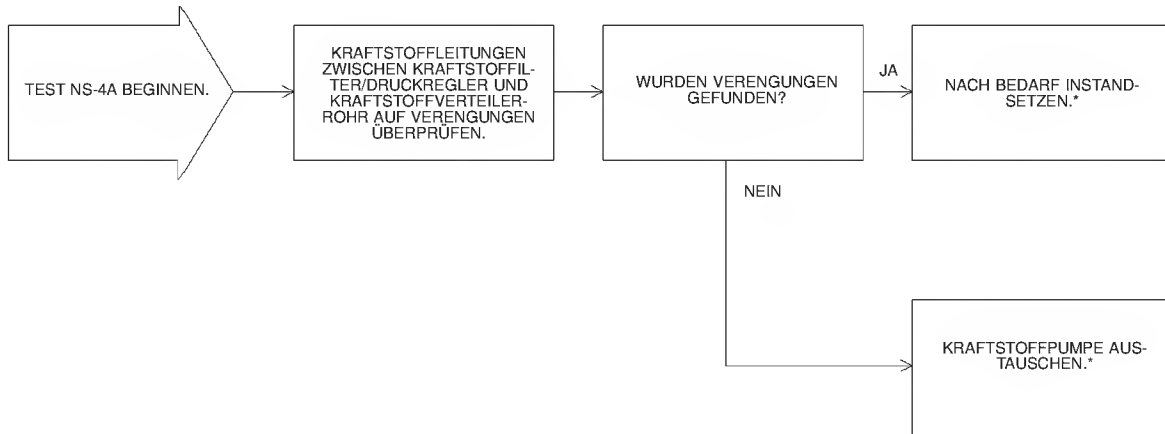 TEST NS-4A BEGINNEN.
KRAFTSTOFFLEITUNGEN
ZWISCHEN KRAFTSTOFFIL-
TER/DRUCKREGLER UND
KRAFTSTOFFVERTEILER-
ROHR AUF VERENGUNGEN
ÜBERPRÜFEN.
WURDEN VERENGUNGEN
GEFUNDEN?
JA
NACH BEDARF INSTAND-
SETZEN.*
NEIN
KRAFTSTOFFPUMPE AUS-
TAUSCHEN.*